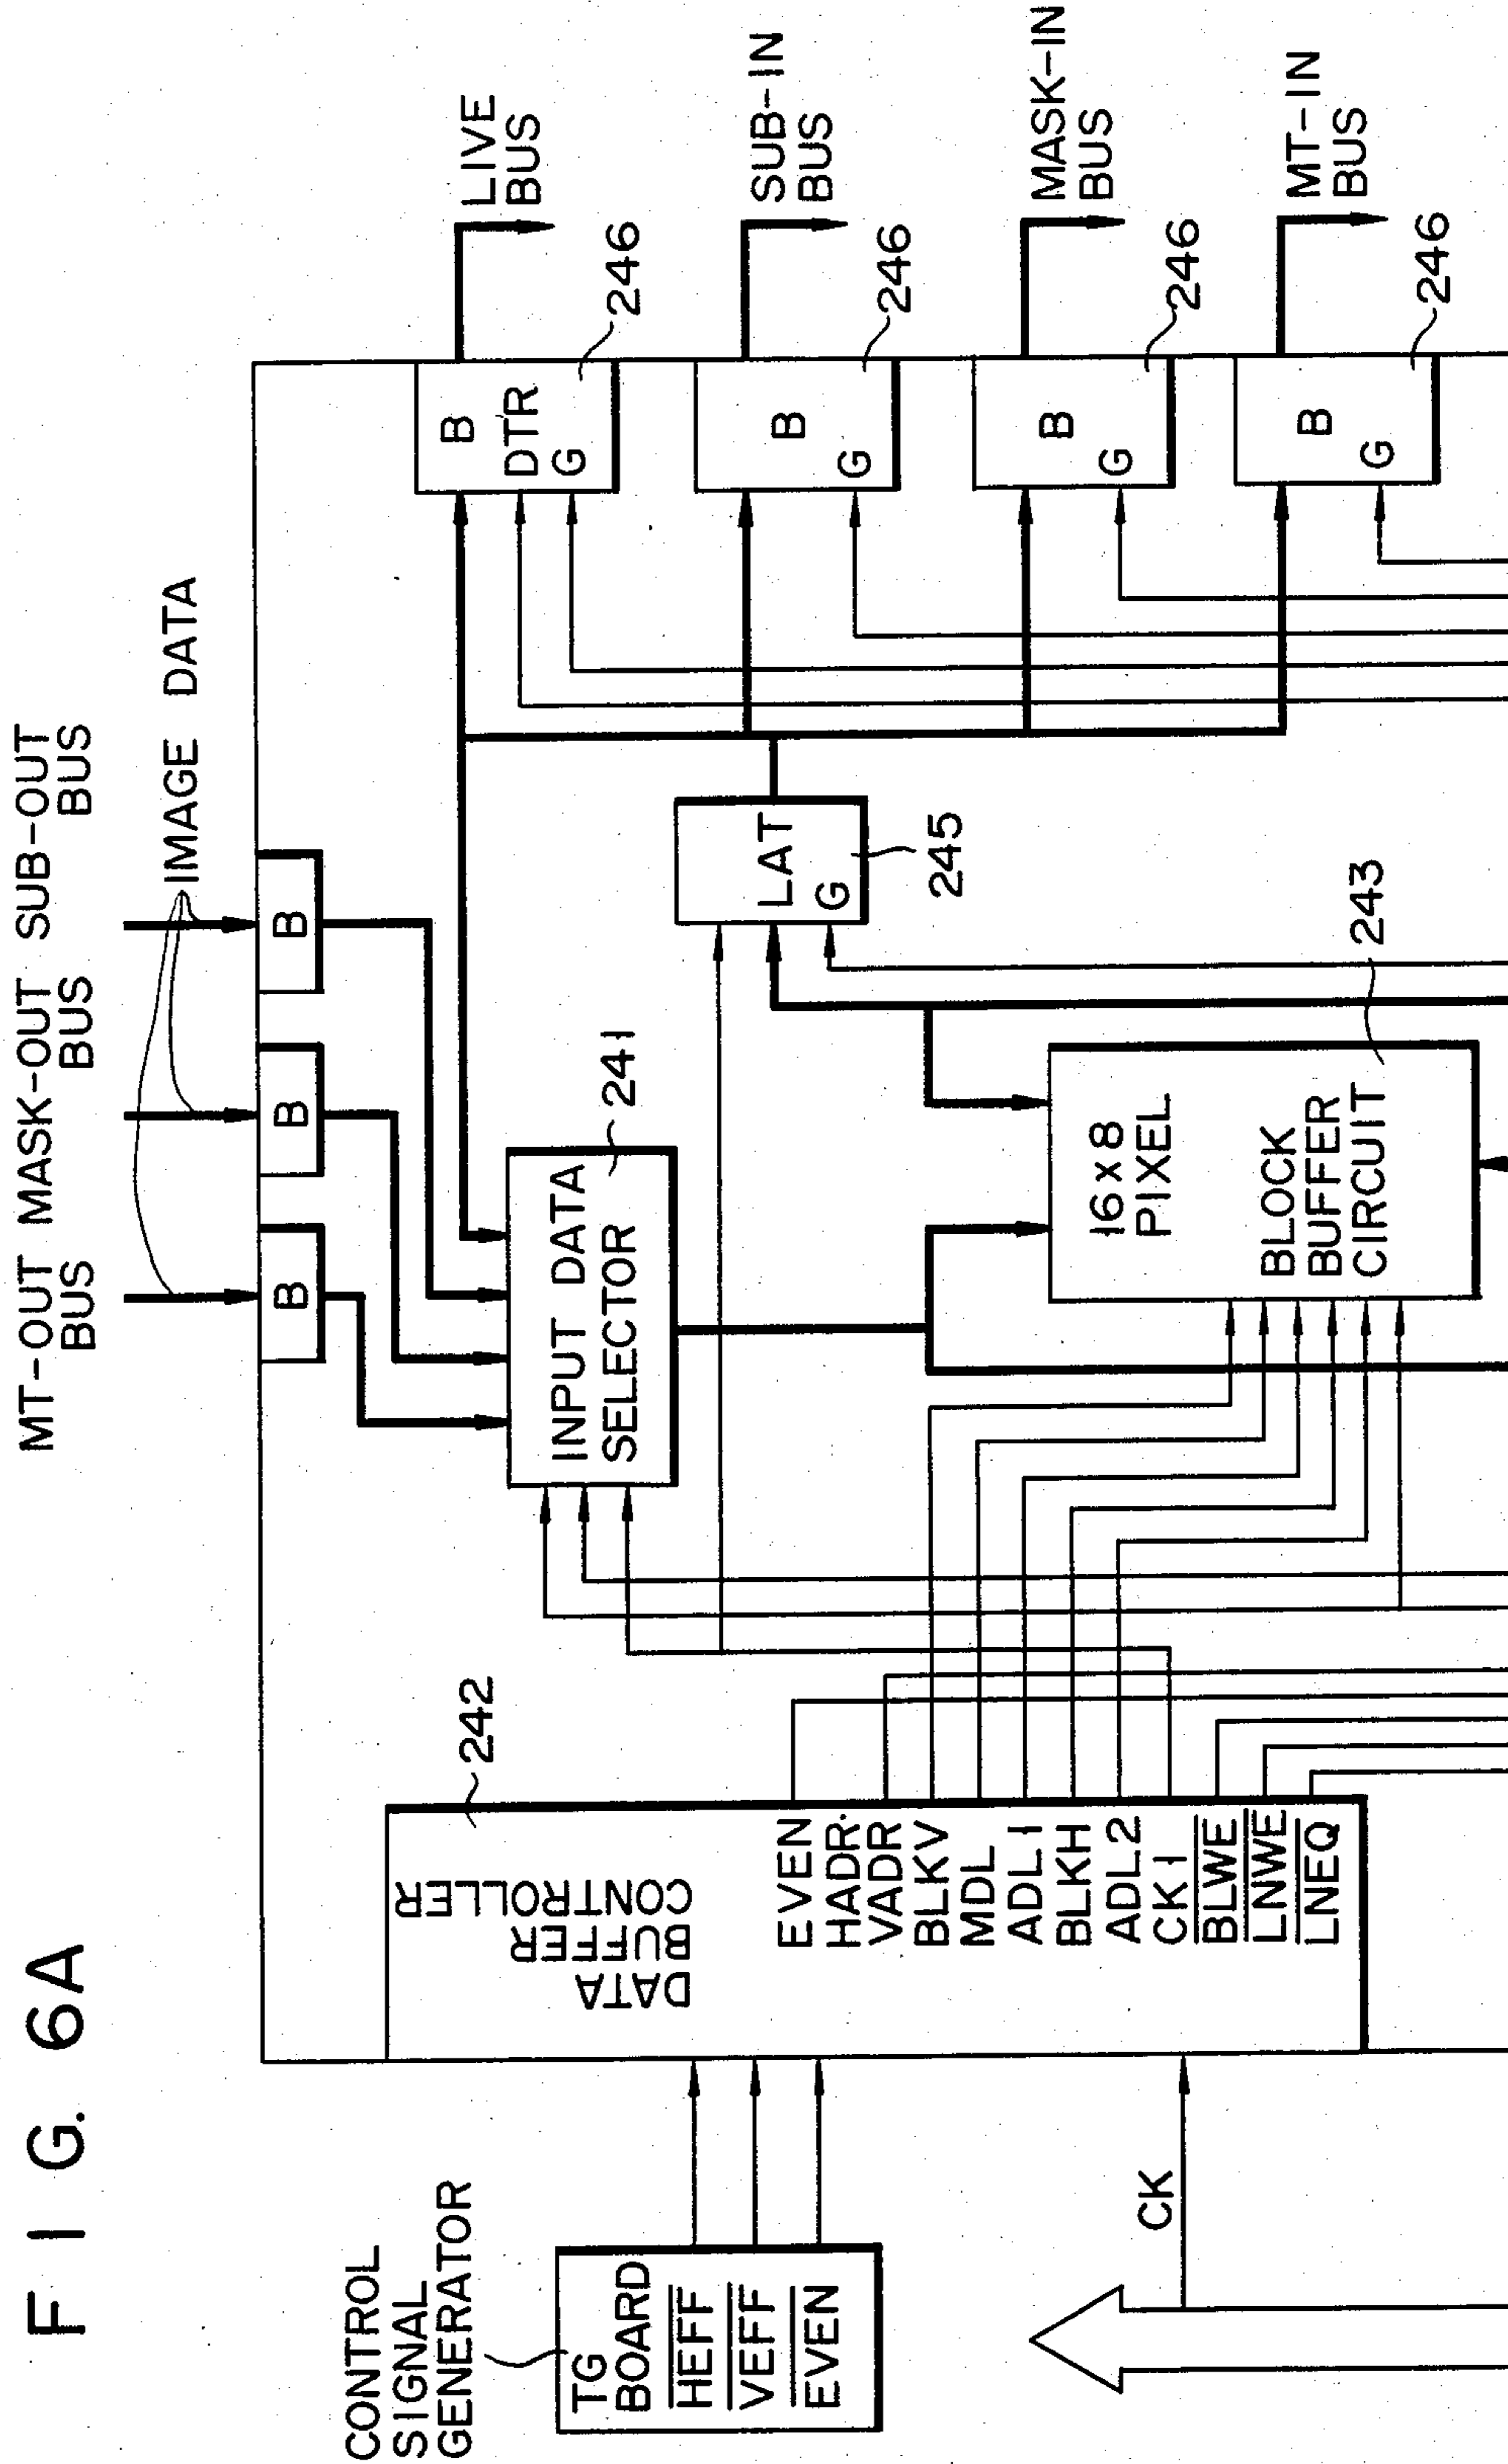 FIG. 6A
MT-OUT
BUS
MASK-OUT
BUS
SUB-OUT
BUS
IMAGE DATA
CONTROL
SIGNAL
GENERATOR
TG
BOARD
HEFF
VEFF
EVEN
CK
242
DATA
BUFFER
CONTROLLER
EVEN
HADR
VADR
BLKV
MDL
ADL1
BLKH
ADL2
CK1
BLWE
LNWE
LNEQ
B
B
B
INPUT DATA
SELECTOR
241
16x8
PIXEL
BLOCK
BUFFER
CIRCUIT
243
LAT
G
245
B
DTR
G
246
LIVE
BUS
B
G
246
SUB-IN
BUS
B
G
246
MASK-IN
BUS
B
G
246
MT-IN
BUS